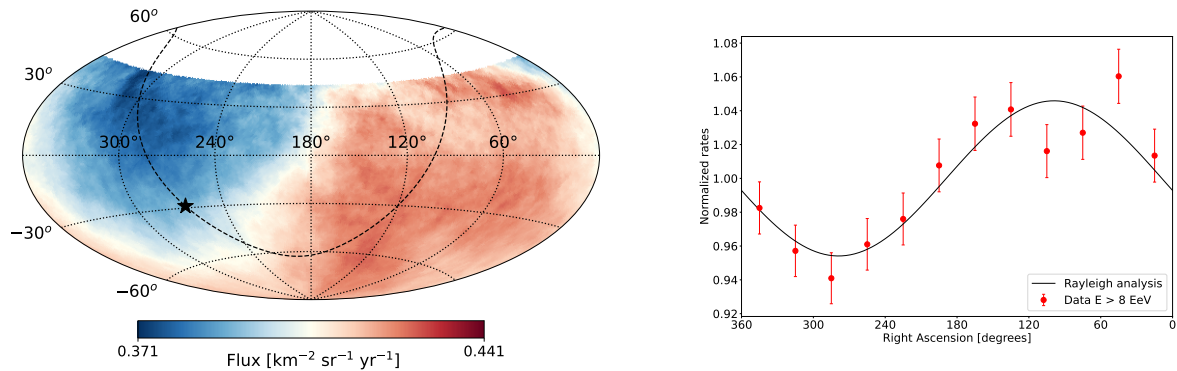 60°
30°
300° 240° 180° 120° 60°
−30°
−60°
0.371 0.441
Flux [km⁻² sr⁻¹ yr⁻¹]
1.08
1.06
1.04
1.02
1.00
0.98
0.96
0.94
0.92
Normalized rates
Rayleigh analysis
Data E > 8 EeV
360 300 240 180 120 60 0
Right Ascension [degrees]